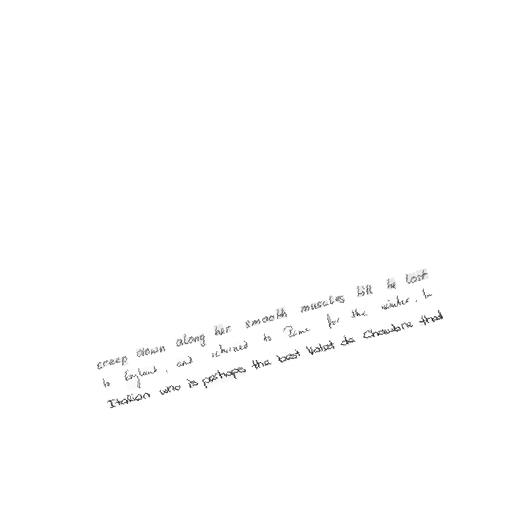 creep down along her smooth muscles till he lost
to England, and returned to Time for the winter. In
Italian who is perhaps the best Valet de Chambre that